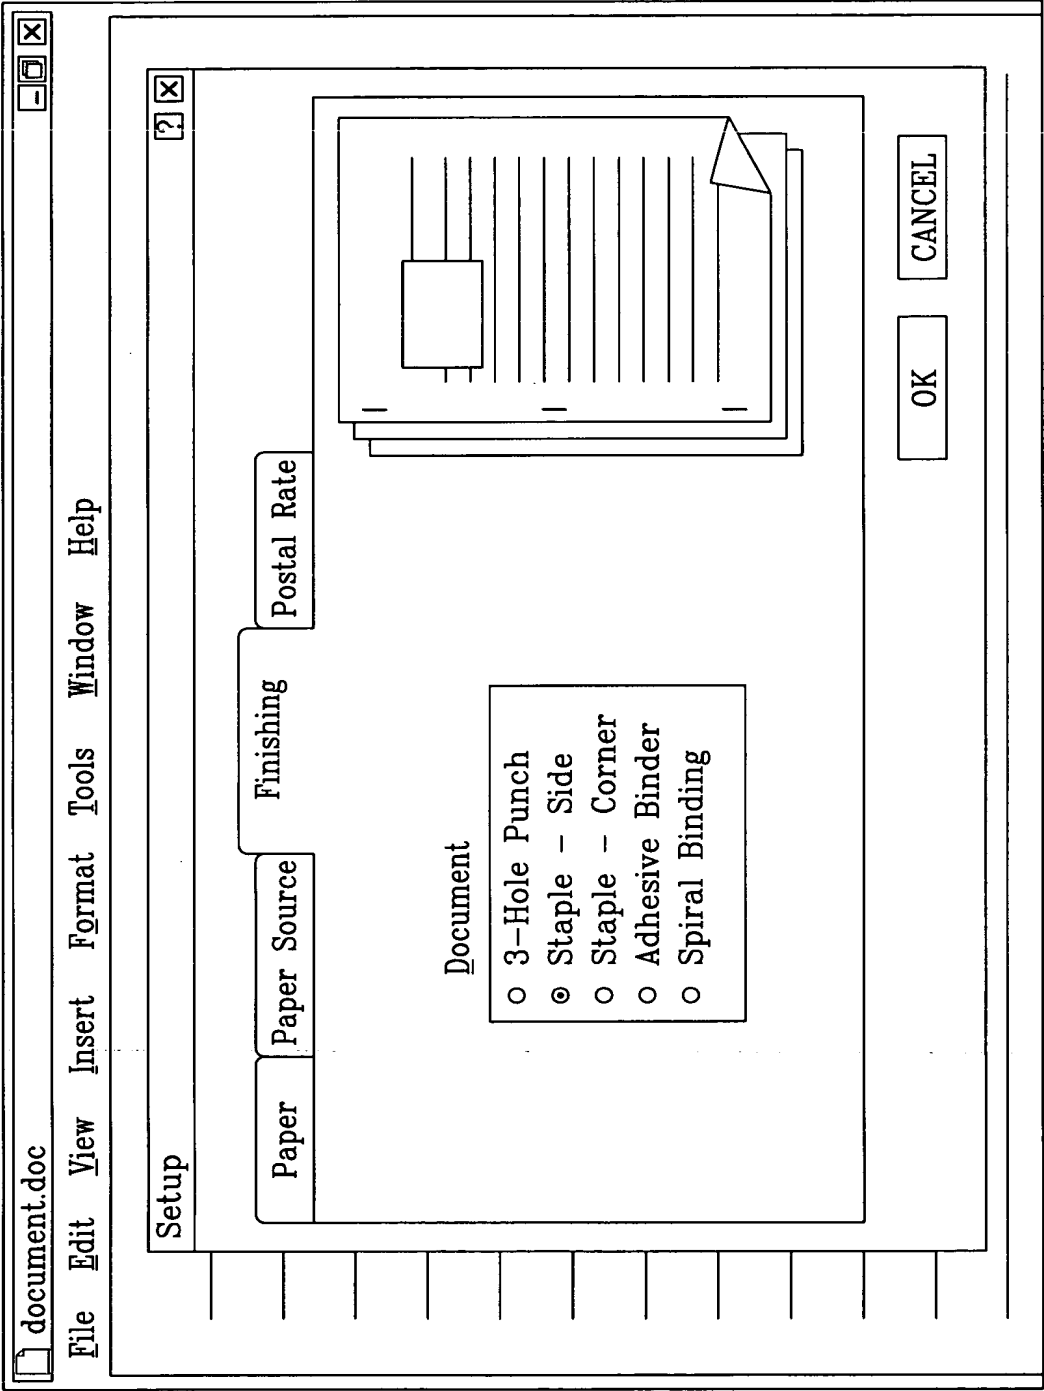 document.doc
File Edit View Insert Format Tools Window Help
Setup
?
Paper Paper Source Finishing Postal Rate
Document
3-Hole Punch
Staple - Side
Staple - Corner
Adhesive Binder
Spiral Binding
OK CANCEL